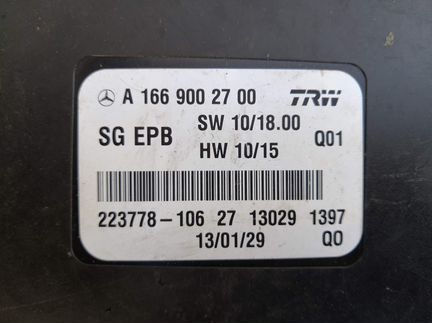 A 166 900 27 00 TRW
SG EPB SW 10/18.00 Q01
HW 10/15
223778-106 27 13029 1397
13/01/29 Q0